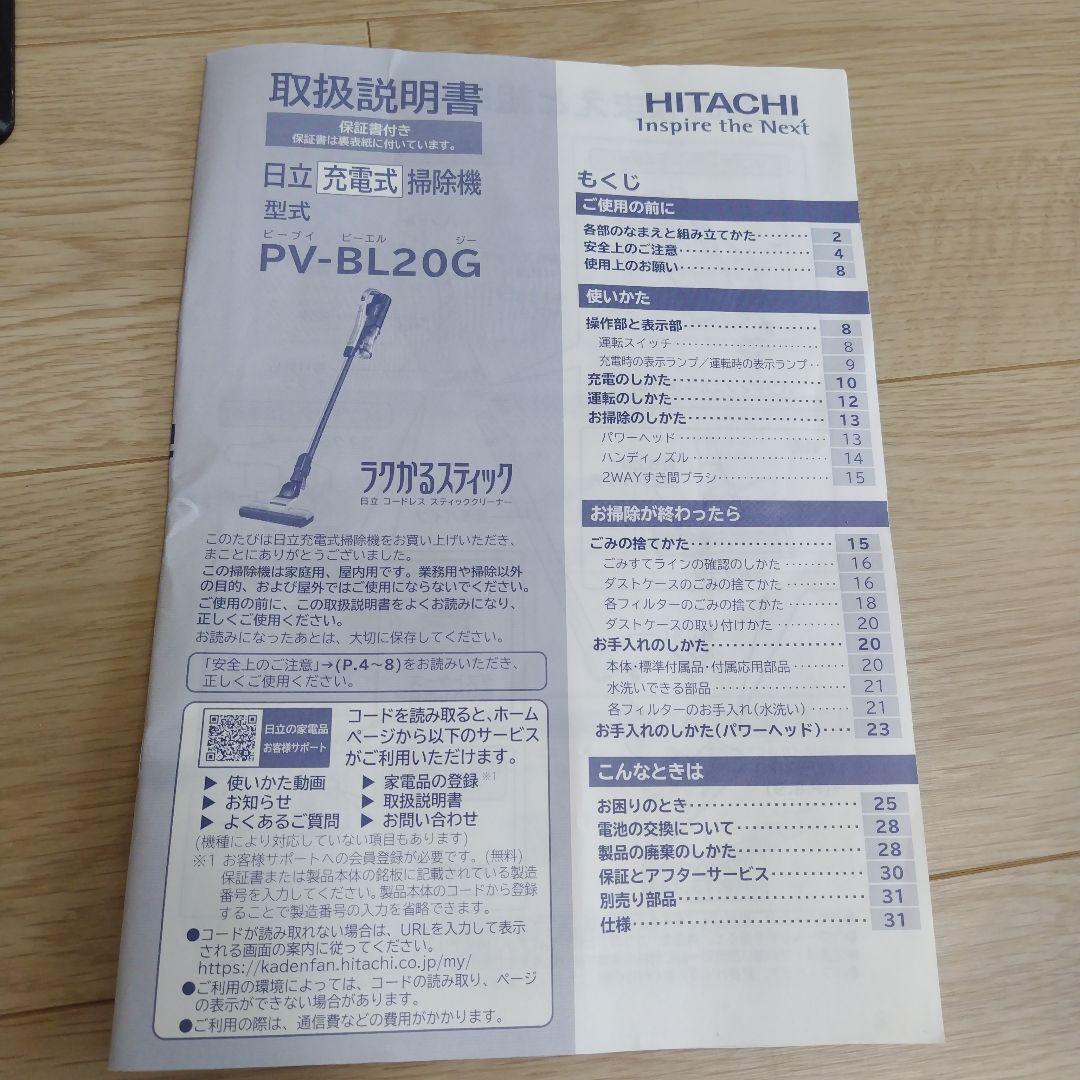 取扱説明書
保証書付き
保証書は裏表紙に付いています。
日立 充電式 掃除機
型式
ピーブイ ビーエル ジー
PV-BL20G
ラクかるスティック
日立 コードレス スティッククリーナー
このたびは日立充電式掃除機をお買い上げいただき、
まことにありがとうございました。
この掃除機は家庭用、屋内用です。業務用や掃除以外
の目的、および屋外ではご使用にならないでください。
ご使用の前に、この取扱説明書をよくお読みになり、
正しくご使用ください。
お読みになったあとは、大切に保存してください。
「安全上のご注意」→(P.4~8)をお読みいただき、
正しくご使用ください。
日立の家電品
お客様サポート
コードを読み取ると、ホーム
ページから以下のサービス
がご利用いただけます。
▶ 使いかた動画 ▶ 家電品の登録※1
▶ お知らせ ▶ 取扱説明書
▶ よくあるご質問 ▶ お問い合わせ
(機種により対応していない項目もあります)
※1 お客様サポートへの会員登録が必要です。(無料)
保証書または製品本体の銘板に記載されている製造
番号を入力してください。製品本体のコードから登録
することで製造番号の入力を省略できます。
●コードが読み取れない場合は、URLを入力して表示
される画面の案内に従ってください。
https://kadenfan.hitachi.co.jp/my/
●ご利用の環境によっては、コードの読み取り、ページ
の表示ができない場合があります。
●ご利用の際は、通信費などの費用がかかります。
HITACHI
Inspire the Next
もくじ
ご使用の前に
各部のなまえと組み立てかた‥‥‥‥ 2
安全上のご注意‥‥‥‥‥‥‥‥ 4
使用上のお願い‥‥‥‥‥‥‥‥ 8
使いかた
操作部と表示部‥‥‥‥‥‥‥‥ 8
運転スイッチ‥‥‥‥‥‥‥‥ 8
充電時の表示ランプ/運転時の表示ランプ‥ 9
充電のしかた‥‥‥‥‥‥‥‥ 10
運転のしかた‥‥‥‥‥‥‥‥ 12
お掃除のしかた‥‥‥‥‥‥‥‥ 13
パワーヘッド‥‥‥‥‥‥‥‥ 13
ハンディノズル‥‥‥‥‥‥‥‥ 14
2WAYすき間ブラシ‥‥‥‥‥‥ 15
お掃除が終わったら
ごみの捨てかた‥‥‥‥‥‥‥‥ 15
ごみすてラインの確認のしかた‥‥‥ 16
ダストケースのごみの捨てかた‥‥‥ 16
各フィルターのごみの捨てかた‥‥‥ 18
ダストケースの取り付けかた‥‥‥‥ 20
お手入れのしかた‥‥‥‥‥‥‥‥ 20
本体・標準付属品・付属応用部品‥‥‥ 20
水洗いできる部品‥‥‥‥‥‥‥‥ 21
各フィルターのお手入れ(水洗い)‥‥‥ 21
お手入れのしかた(パワーヘッド)‥‥ 23
こんなときは
お困りのとき‥‥‥‥‥‥‥‥ 25
電池の交換について‥‥‥‥‥‥ 28
製品の廃棄のしかた‥‥‥‥‥‥ 28
保証とアフターサービス‥‥‥‥‥ 30
別売り部品‥‥‥‥‥‥‥‥‥ 31
仕様‥‥‥‥‥‥‥‥‥‥‥ 31